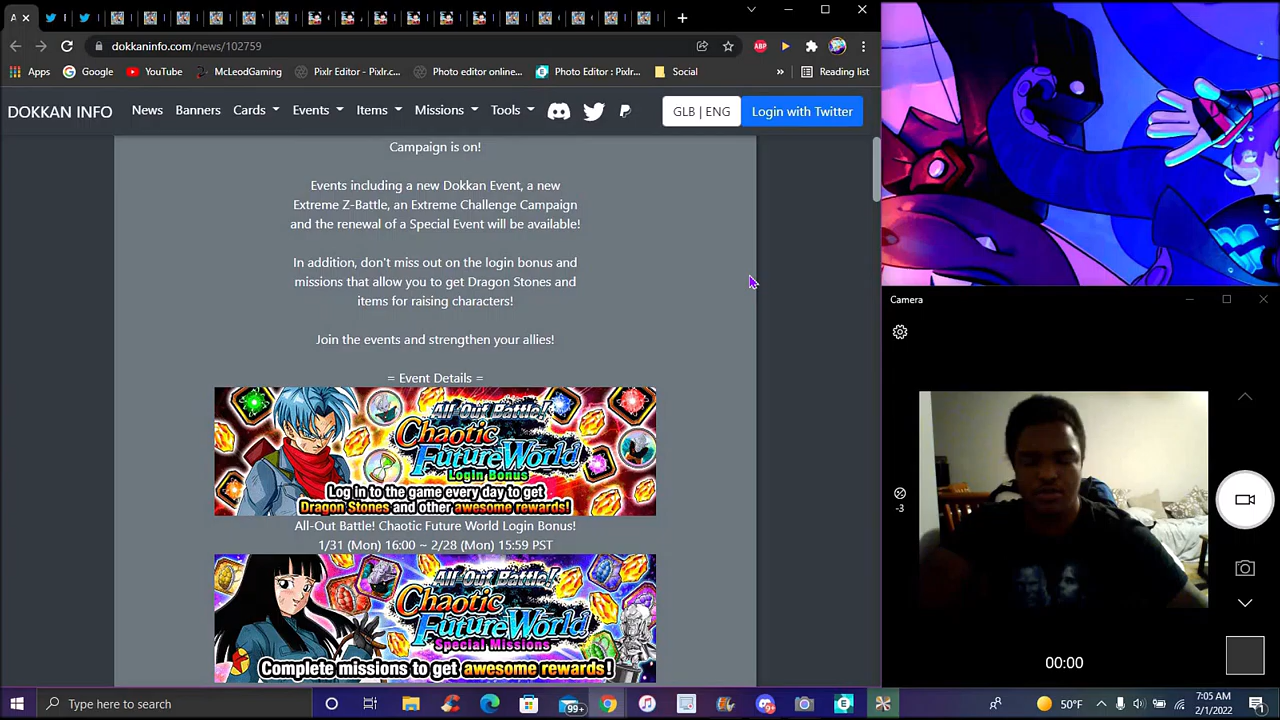 A
dokkaninfo.com/news/102759
ABP
Apps
Google
YouTube
McLeodGaming
Pixlr Editor - Pixlr.c...
Photo editor online...
Photo Editor : Pixlr...
Social
»
Reading list
DOKKAN INFO
News
Banners
Cards
Events
Items
Missions
Tools
GLB | ENG
Login with Twitter
Campaign is on!
Events including a new Dokkan Event, a new
Extreme Z-Battle, an Extreme Challenge Campaign
and the renewal of a Special Event will be available!
In addition, don't miss out on the login bonus and
missions that allow you to get Dragon Stones and
items for raising characters!
Join the events and strengthen your allies!
= Event Details =
All-Out Battle!
Chaotic
Future World
Login Bonus
Log in to the game every day to get
Dragon Stones and other awesome rewards!
All-Out Battle! Chaotic Future World Login Bonus!
1/31 (Mon) 16:00 ~ 2/28 (Mon) 15:59 PST
All-Out Battle!
Chaotic
Future World
Special Missions
Complete missions to get awesome rewards!
Camera
-3
00:00
Type here to search
99+
50°F
7:05 AM
2/1/2022